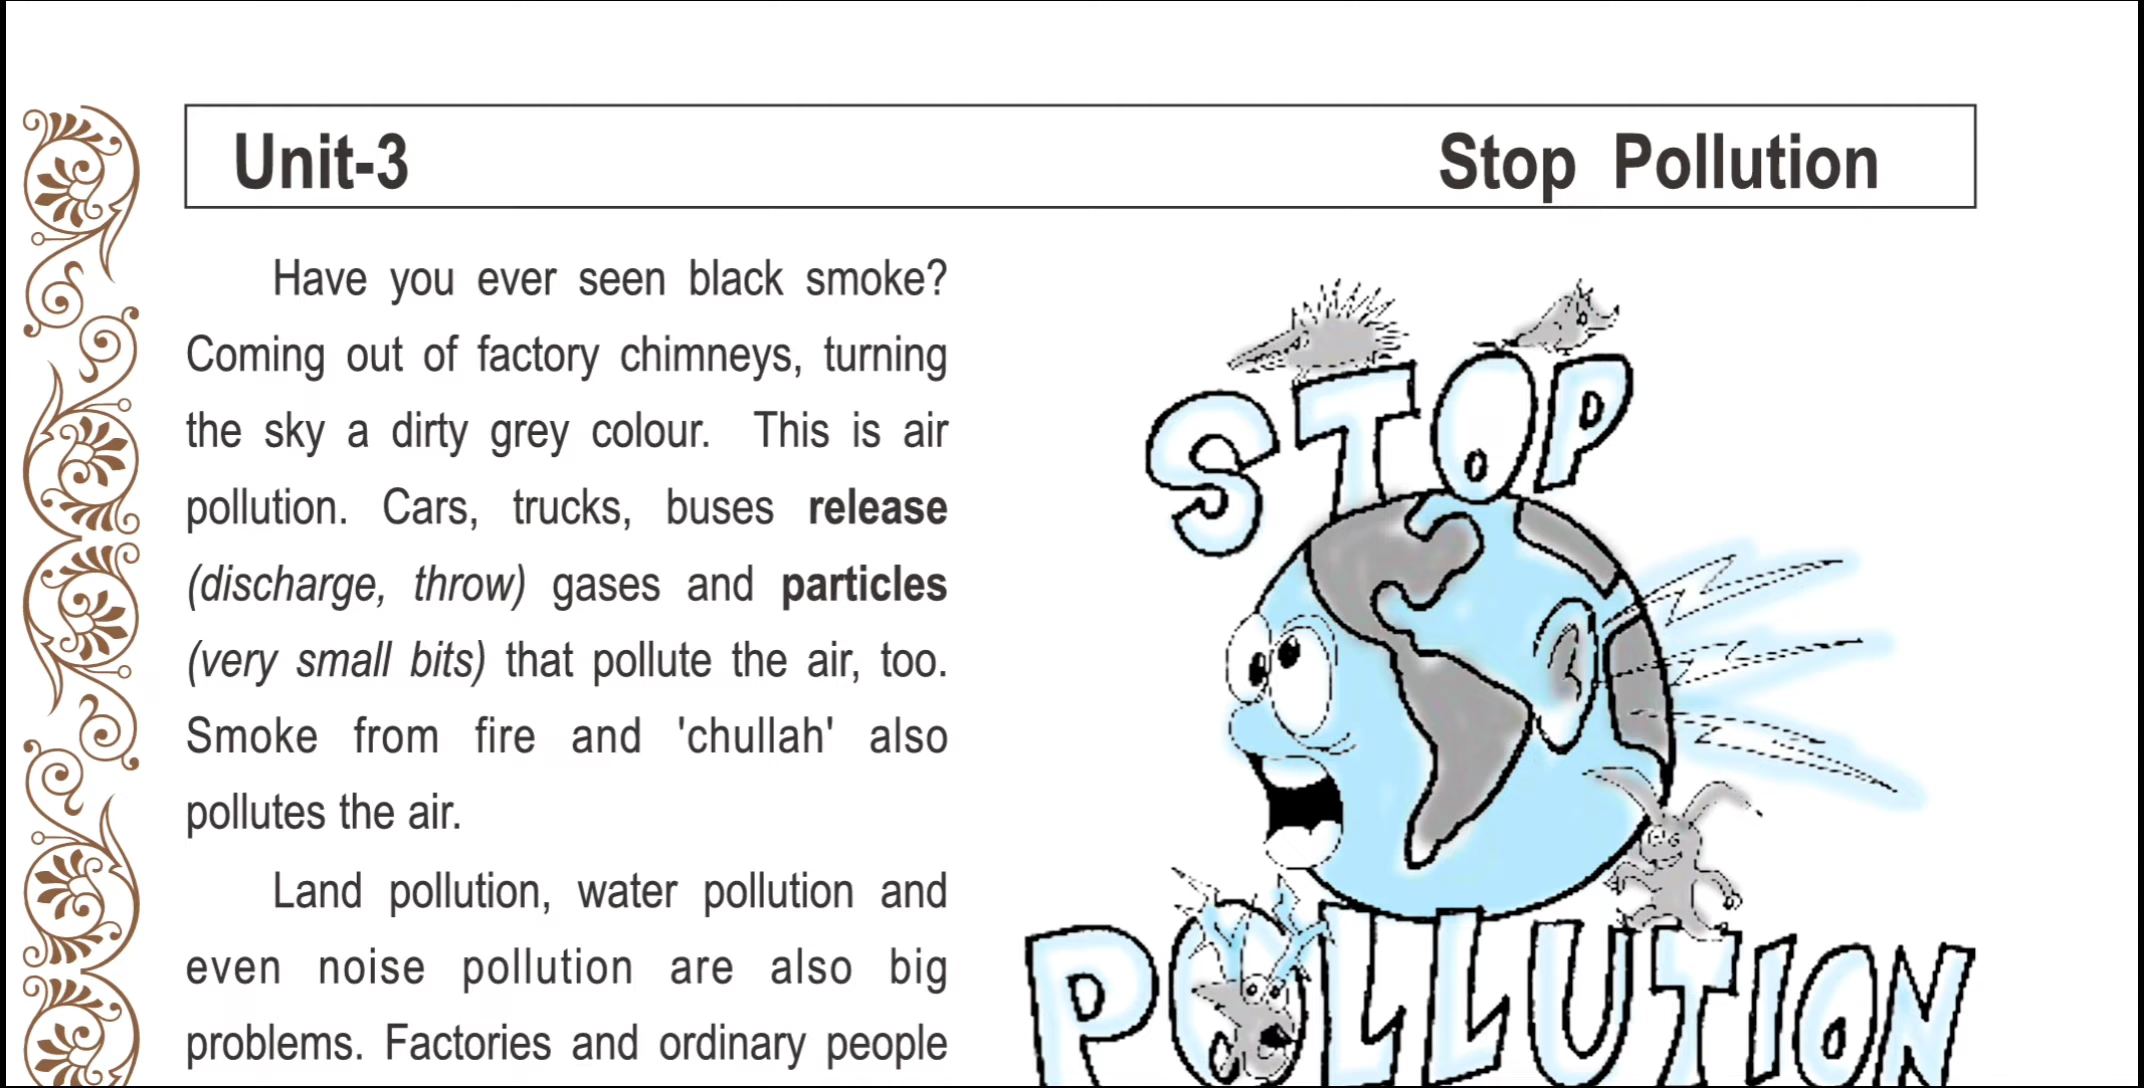 Unit-3
Stop Pollution
Have you ever seen black smoke?
Coming out of factory chimneys, turning
the sky a dirty grey colour. This is air
pollution. Cars, trucks, buses release
(discharge, throw) gases and particles
(very small bits) that pollute the air, too.
Smoke from fire and 'chullah' also
pollutes the air.
Land pollution, water pollution and
even noise pollution are also big
problems. Factories and ordinary people
STOP
POLLUTION